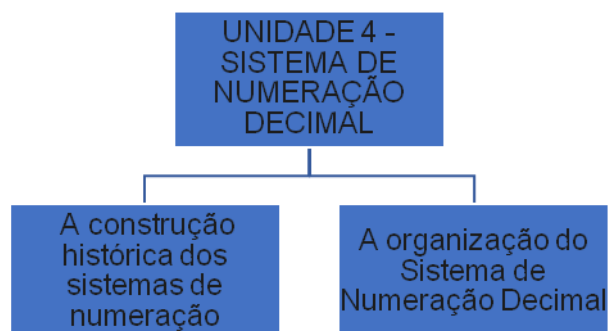 UNIDADE 4 -
SISTEMA DE
NUMERAÇÃO
DECIMAL
A construção
histórica dos
sistemas de
numeração
A organização do
Sistema de
Numeração Decimal